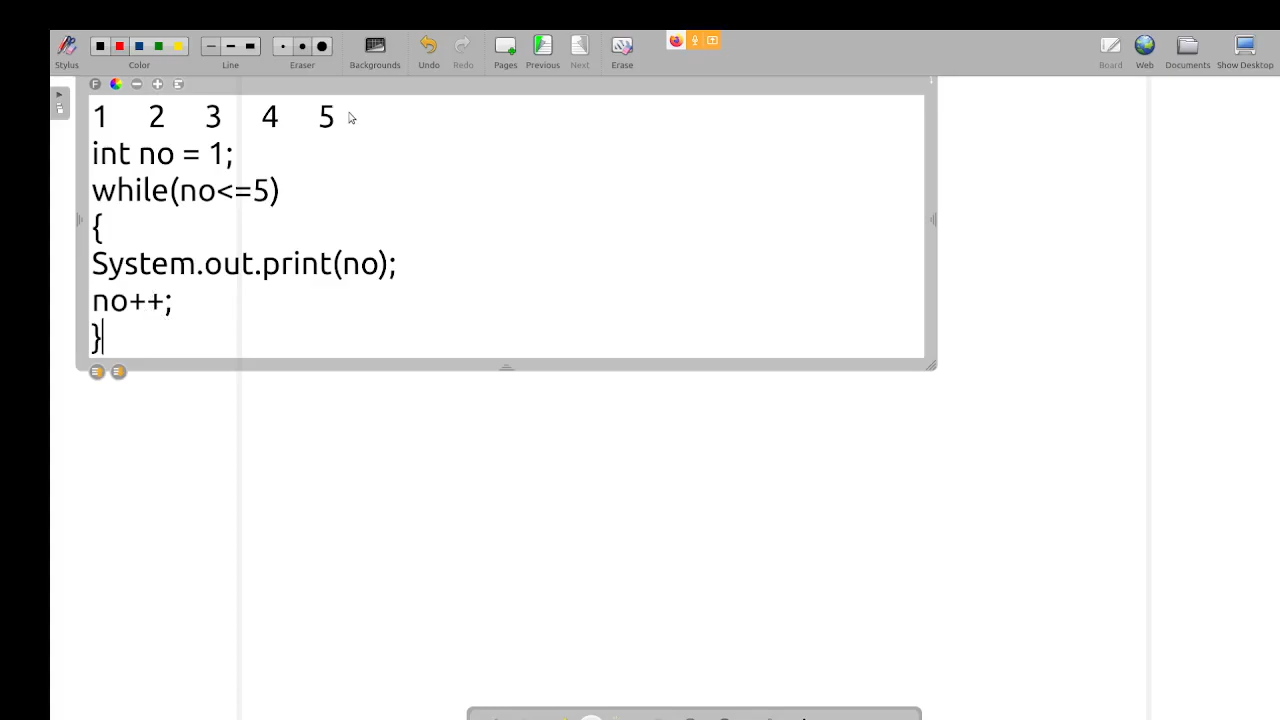 Stylus Color Line Eraser Backgrounds Undo Redo Pages Previous Next Erase Board Web Documents Show Desktop
F
1 2 3 4 5
int no = 1;
while(no<=5)
{
System.out.print(no);
no++;
}